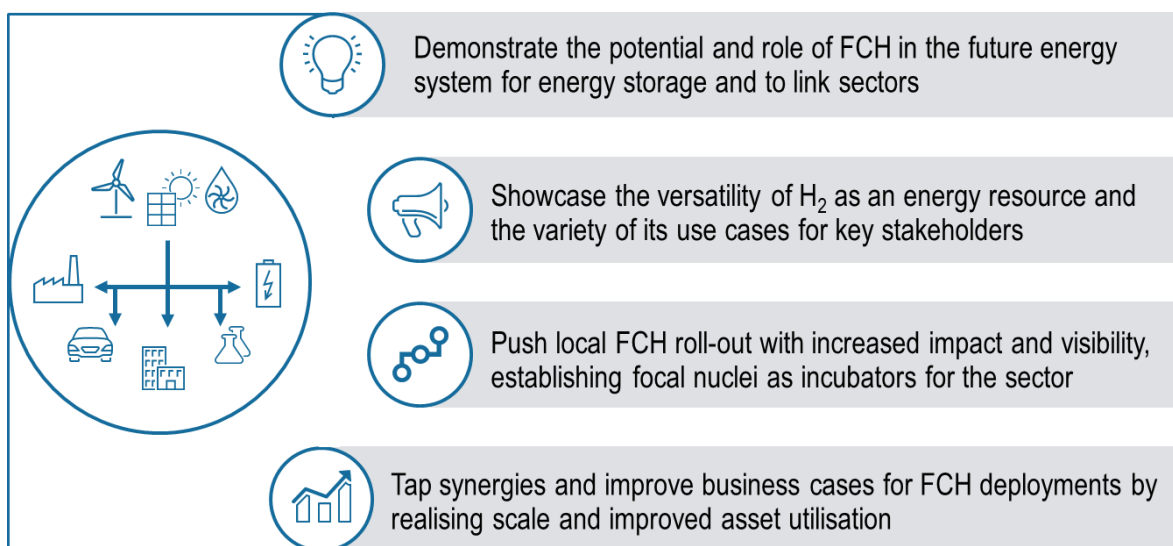 Demonstrate the potential and role of FCH in the future energy
system for energy storage and to link sectors
Showcase the versatility of H₂ as an energy resource and
the variety of its use cases for key stakeholders
Push local FCH roll-out with increased impact and visibility,
establishing focal nuclei as incubators for the sector
Tap synergies and improve business cases for FCH deployments by
realising scale and improved asset utilisation